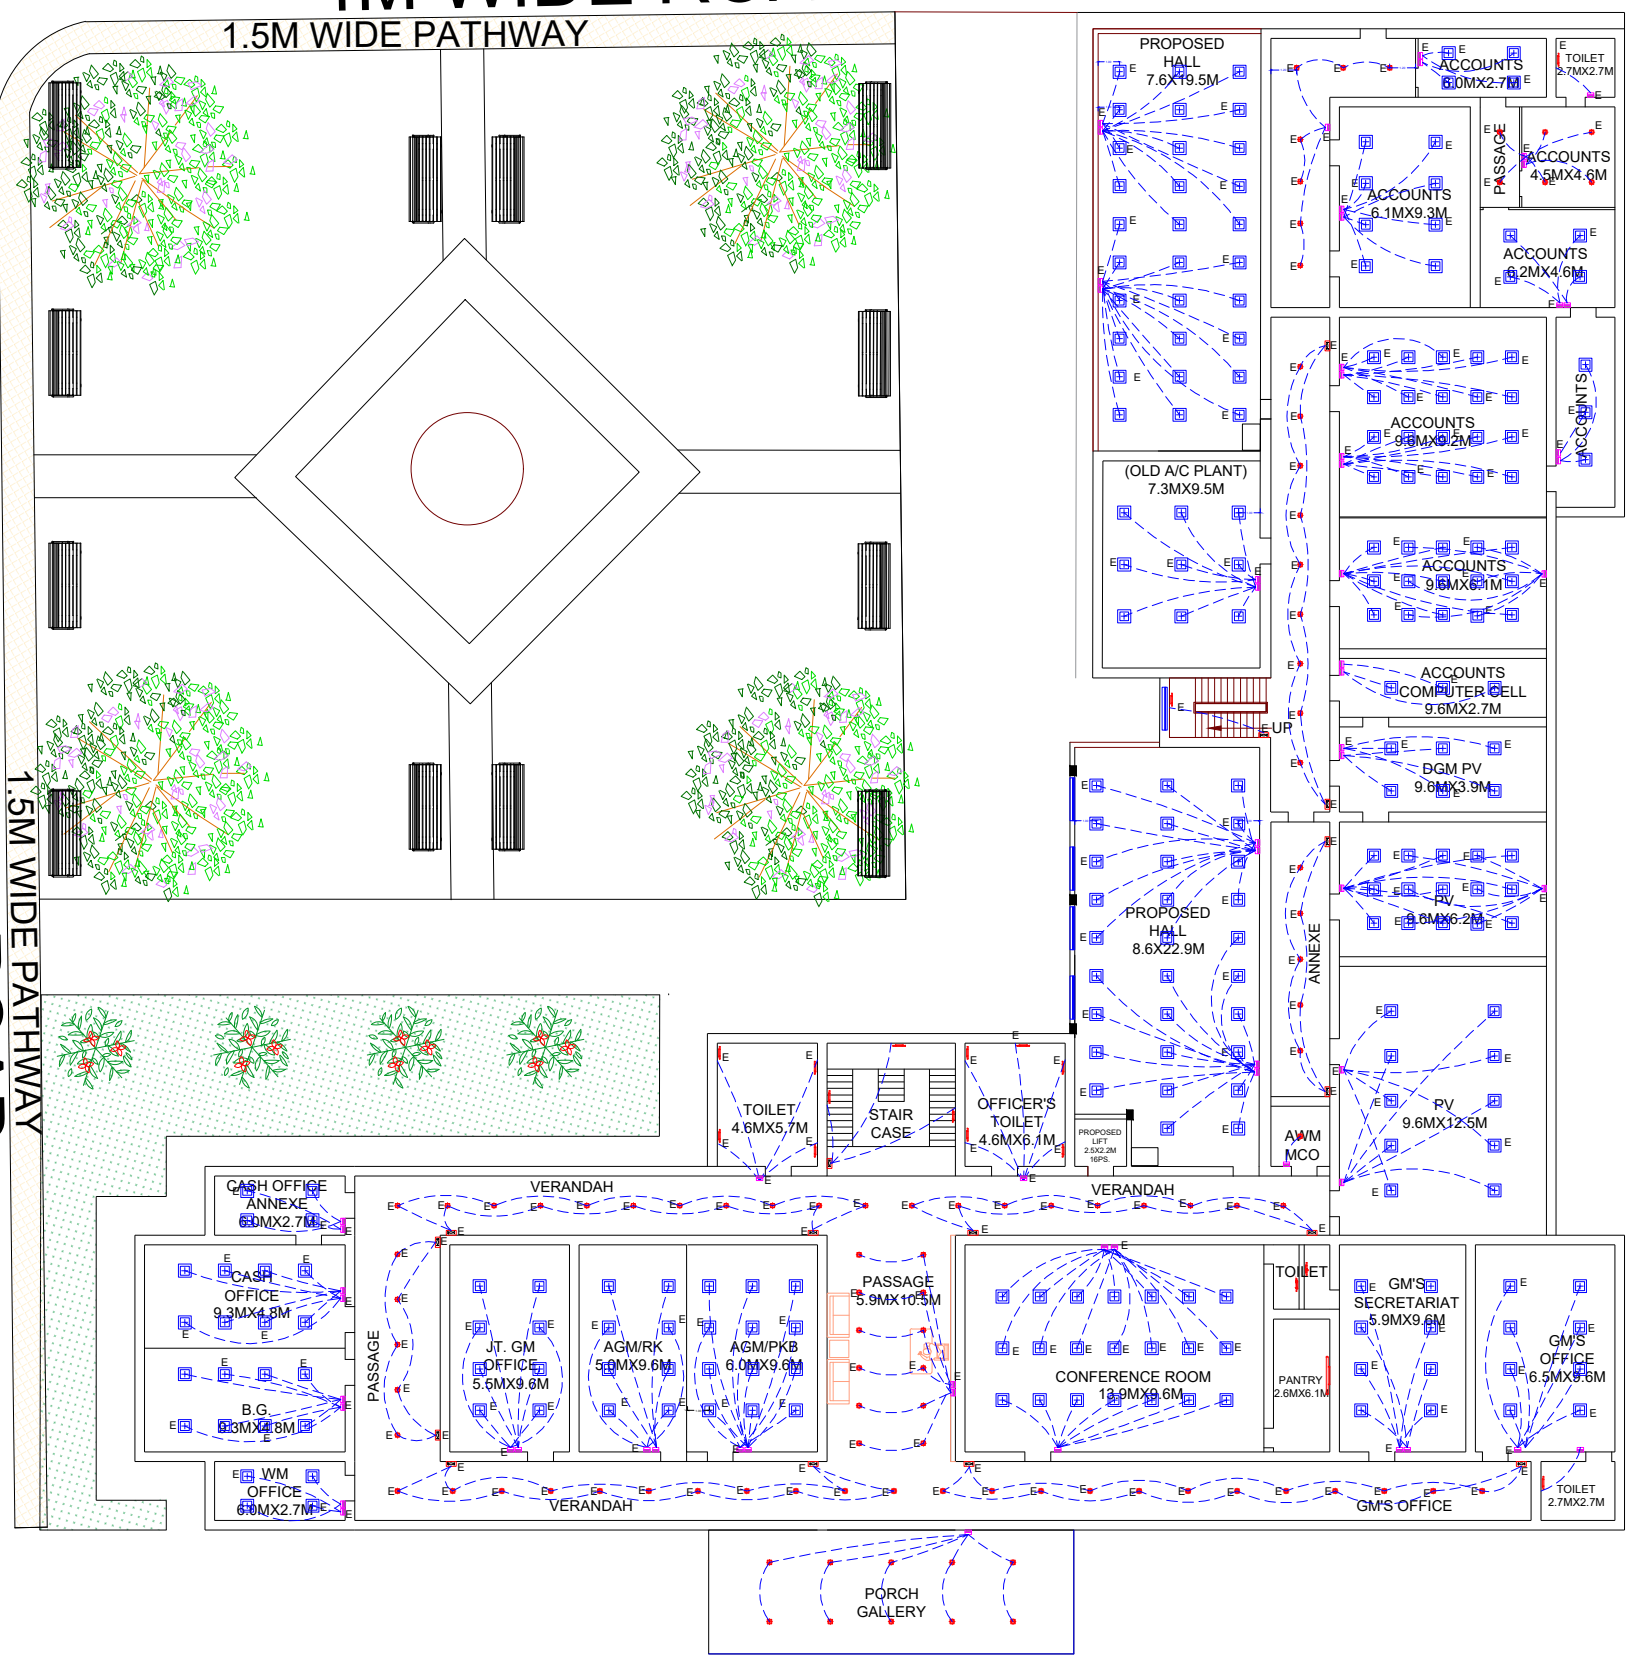 1.5M WIDE PATHWAY
PROPOSED
HALL
7.6X19.5M
ACCOUNTS
6.0MX2.7M
TOILET
2.7MX2.7M
PASSAGE
ACCOUNTS
4.5MX4.6M
ACCOUNTS
6.1MX9.3M
ACCOUNTS
6.2MX4.6M
ACCOUNTS
ACCOUNTS
9.6MX9.2M
(OLD A/C PLANT)
7.3MX9.5M
ACCOUNTS
9.6MX6.1M
ACCOUNTS
COMPUTER CELL
9.6MX2.7M
UP
DGM PV
9.6MX3.9M
1.5M WIDE PATHWAY
PROPOSED
HALL
8.6X22.9M
ANNEXE
PV
9.6MX6.2M
PV
9.6MX12.5M
TOILET
4.6MX5.7M
STAIR
CASE
OFFICER'S
TOILET
4.6MX6.1M
PROPOSED
LIFT
2.5X2.2M
16PS.
AWM
MCO
CASH OFFICE
ANNEXE
6.0MX2.7M
VERANDAH
VERANDAH
CASH
OFFICE
9.3MX4.8M
PASSAGE
JT. GM
OFFICE
5.5MX9.6M
AGM/RK
5.0MX9.6M
AGM/PKB
6.0MX9.6M
PASSAGE
5.9MX10.5M
CONFERENCE ROOM
13.9MX9.6M
TOILET
PANTRY
2.6MX6.1M
GM'S
SECRETARIAT
5.9MX9.6M
GM'S
OFFICE
6.5MX9.6M
B.G.
9.3MX4.8M
WM
OFFICE
6.0MX2.7M
VERANDAH
GM'S OFFICE
TOILET
2.7MX2.7M
PORCH
GALLERY